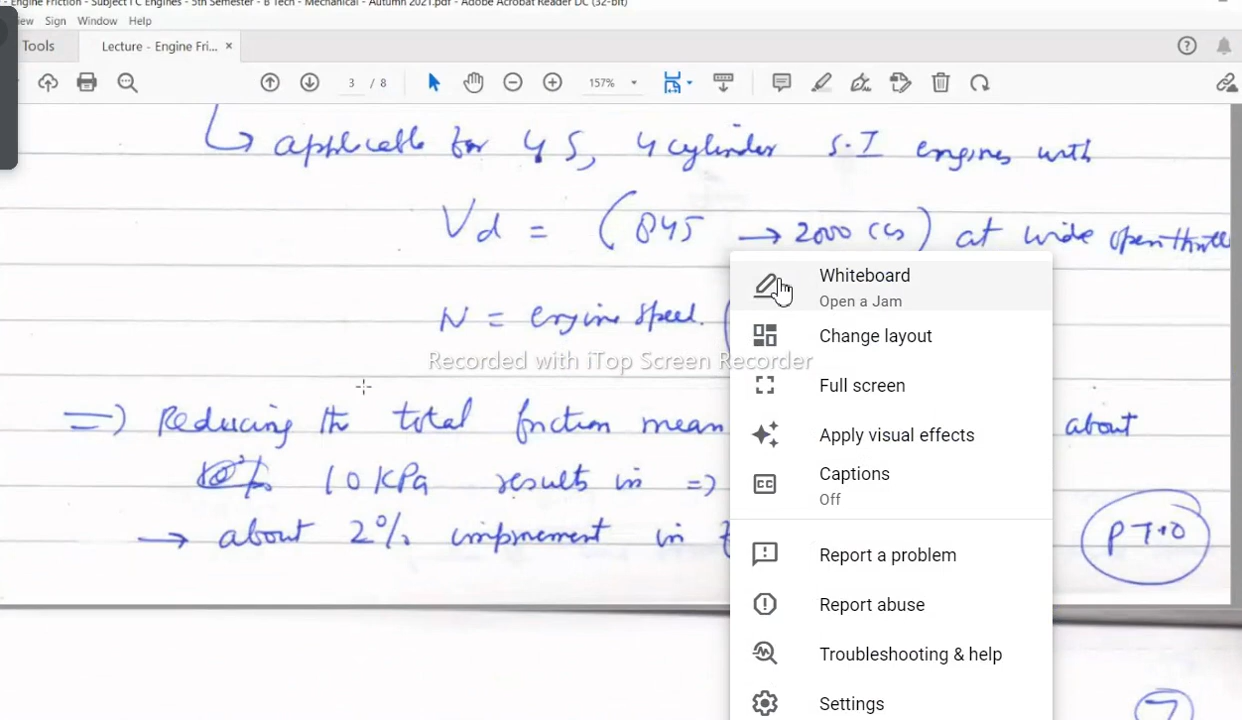 - Engine Friction - Subject I C Engines - 5th Semester - B Tech - Mechanical - Autumn 2021.pdf - Adobe Acrobat Reader DC (32-bit)
Sign Window Help
Tools Lecture - Engine Fri... ×
3 / 8 157%
applicable for 4 S, 4 cylinder S.I engines with
Vd = (845 → 2000 ccs) at wide open
N = engine speed. (
Recorded with iTop Screen Recorder
=) Reducing the total friction mean about
10 KPa results in =)
→ about 2% in
PTO
7
Whiteboard
Open a Jam
Change layout
Full screen
Apply visual effects
Captions
Off
Report a problem
Report abuse
Troubleshooting & help
Settings